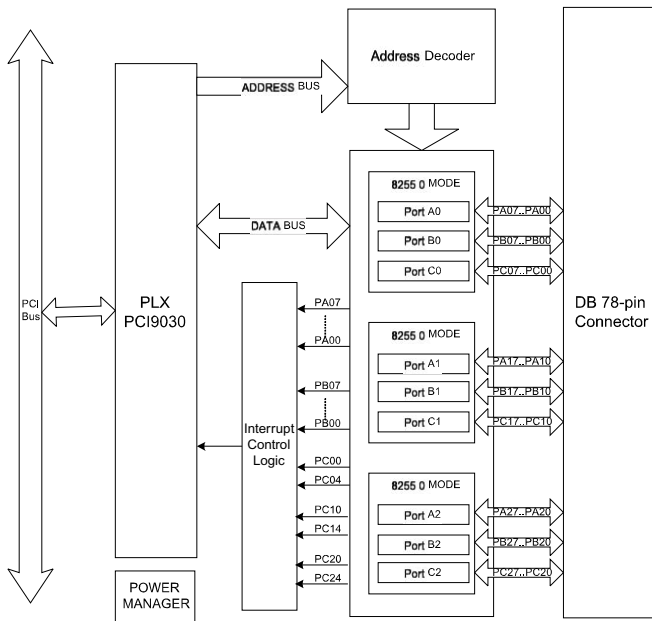 Address Decoder
ADDRESS BUS
PCI
Bus
PLX
PCI9030
DATA BUS
8255 0 MODE
Port A0
Port B0
Port C0
PA07..PA00
PB07..PB00
PC07..PC00
DB 78-pin
Connector
8255 0 MODE
Port A1
Port B1
Port C1
PA17..PA10
PB17..PB10
PC17..PC10
8255 0 MODE
Port A2
Port B2
Port C2
PA27..PA20
PB27..PB20
PC27..PC20
Interrupt
Control
Logic
PA07
PA00
PB07
PB00
PC00
PC04
PC10
PC14
PC20
PC24
POWER
MANAGER